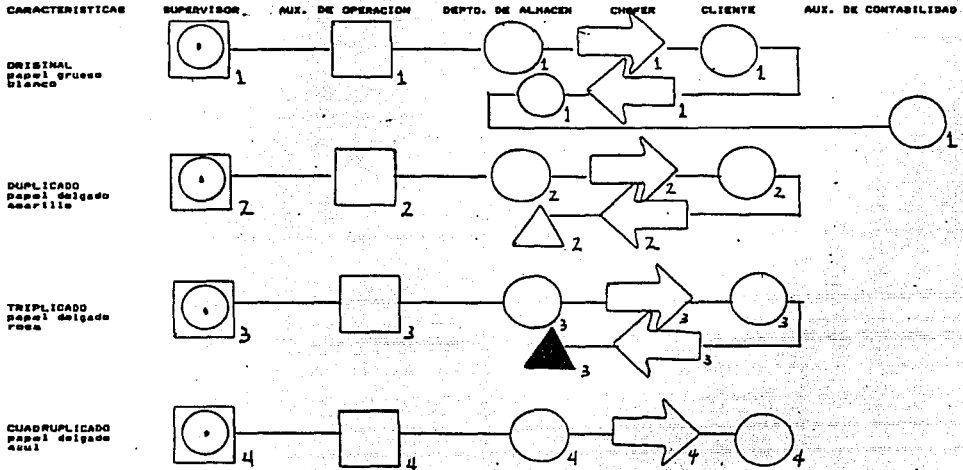 CARACTERISTICAS SUPERVISOR AUX. DE OPERACION DEPTO. DE ALMACEN CHOFER CLIENTE AUX. DE CONTABILIDAD
ORIGINAL
papel grueso
blanco
1 1 1 1 1
1 1
1
DUPLICADO
papel delgado
amarillo
2 2 2 2 2
2 2
TRIPLICADO
papel delgado
rosa
3 3 3 3 3
3 3
CUADRUPLICADO
papel delgado
azul
4 4 4 4 4